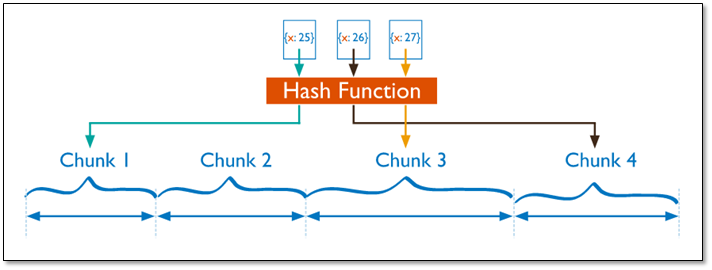 {x: 25} {x: 26} {x: 27}
Hash Function
Chunk 1 Chunk 2 Chunk 3 Chunk 4